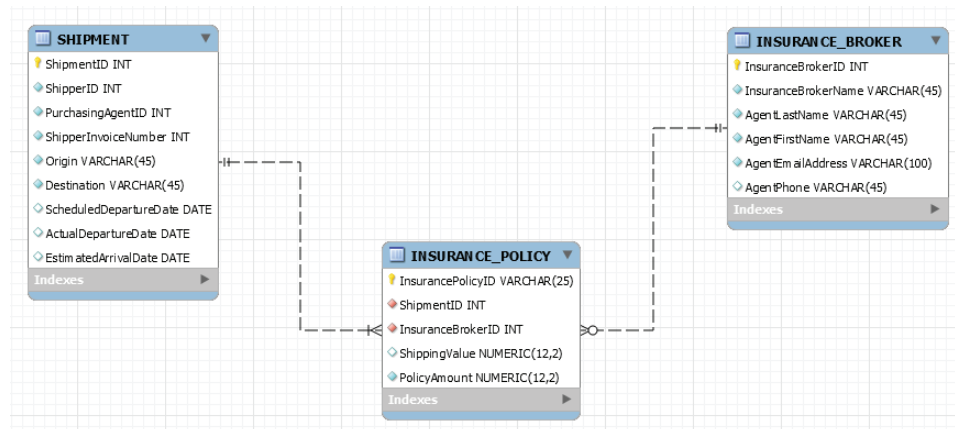 SHIPMENT
ShipmentID INT
ShipperID INT
PurchasingAgentID INT
ShipperInvoiceNumber INT
Origin VARCHAR(45)
Destination VARCHAR(45)
ScheduledDepartureDate DATE
ActualDepartureDate DATE
EstimatedArrivalDate DATE
Indexes
INSURANCE_BROKER
InsuranceBrokerID INT
InsuranceBrokerName VARCHAR(45)
AgentLastName VARCHAR(45)
AgentFirstName VARCHAR(45)
AgentEmailAddress VARCHAR(100)
AgentPhone VARCHAR(45)
Indexes
INSURANCE_POLICY
InsurancePolicyID VARCHAR(25)
ShipmentID INT
InsuranceBrokerID INT
ShippingValue NUMERIC(12,2)
PolicyAmount NUMERIC(12,2)
Indexes